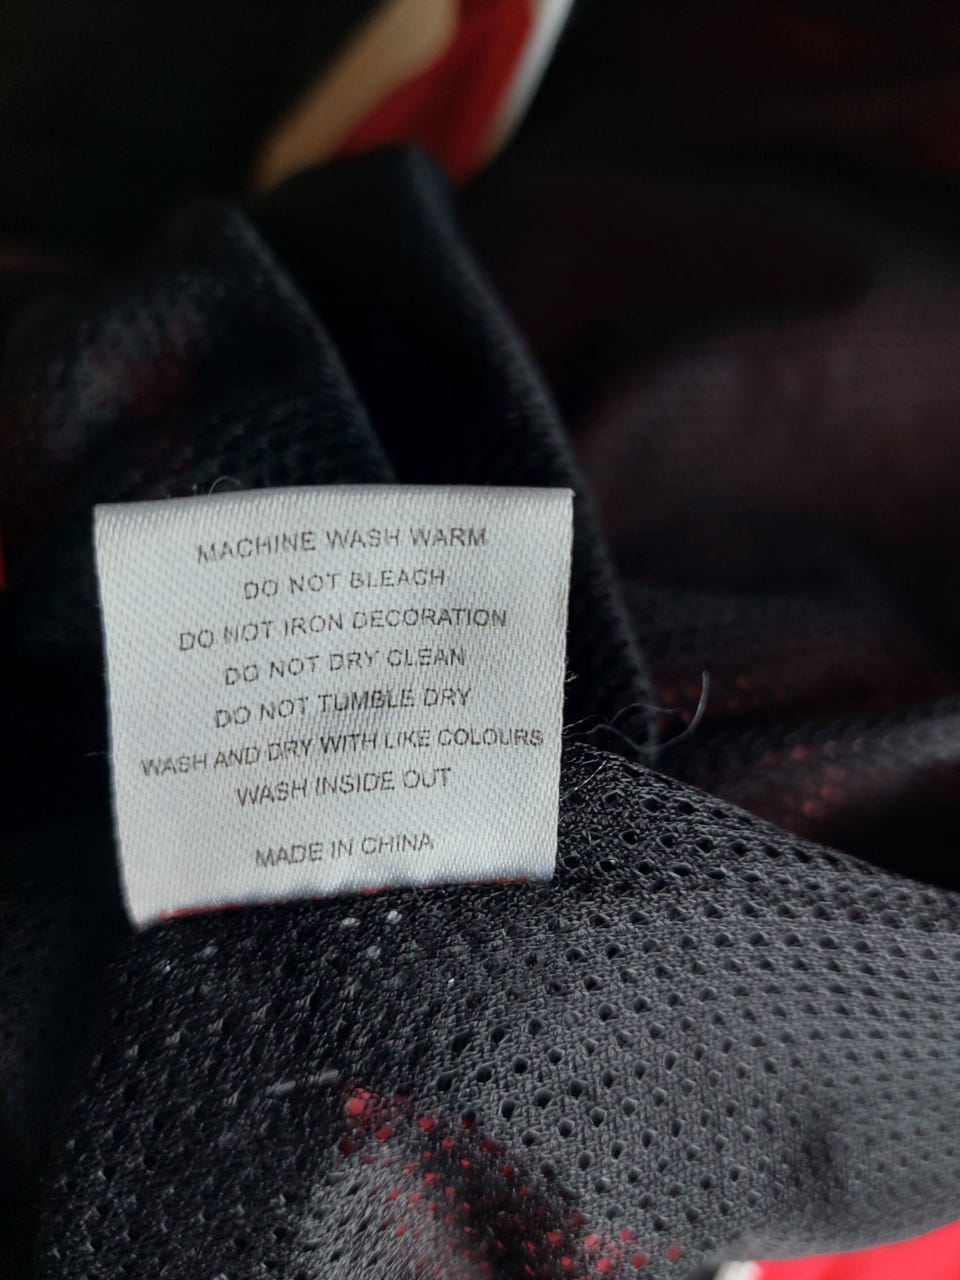 MACHINE WASH WARM
DO NOT BLEACH
DO NOT IRON DECORATION
DO NOT DRY CLEAN
DO NOT TUMBLE DRY
WASH AND DRY WITH LIKE COLOURS
WASH INSIDE OUT
MADE IN CHINA